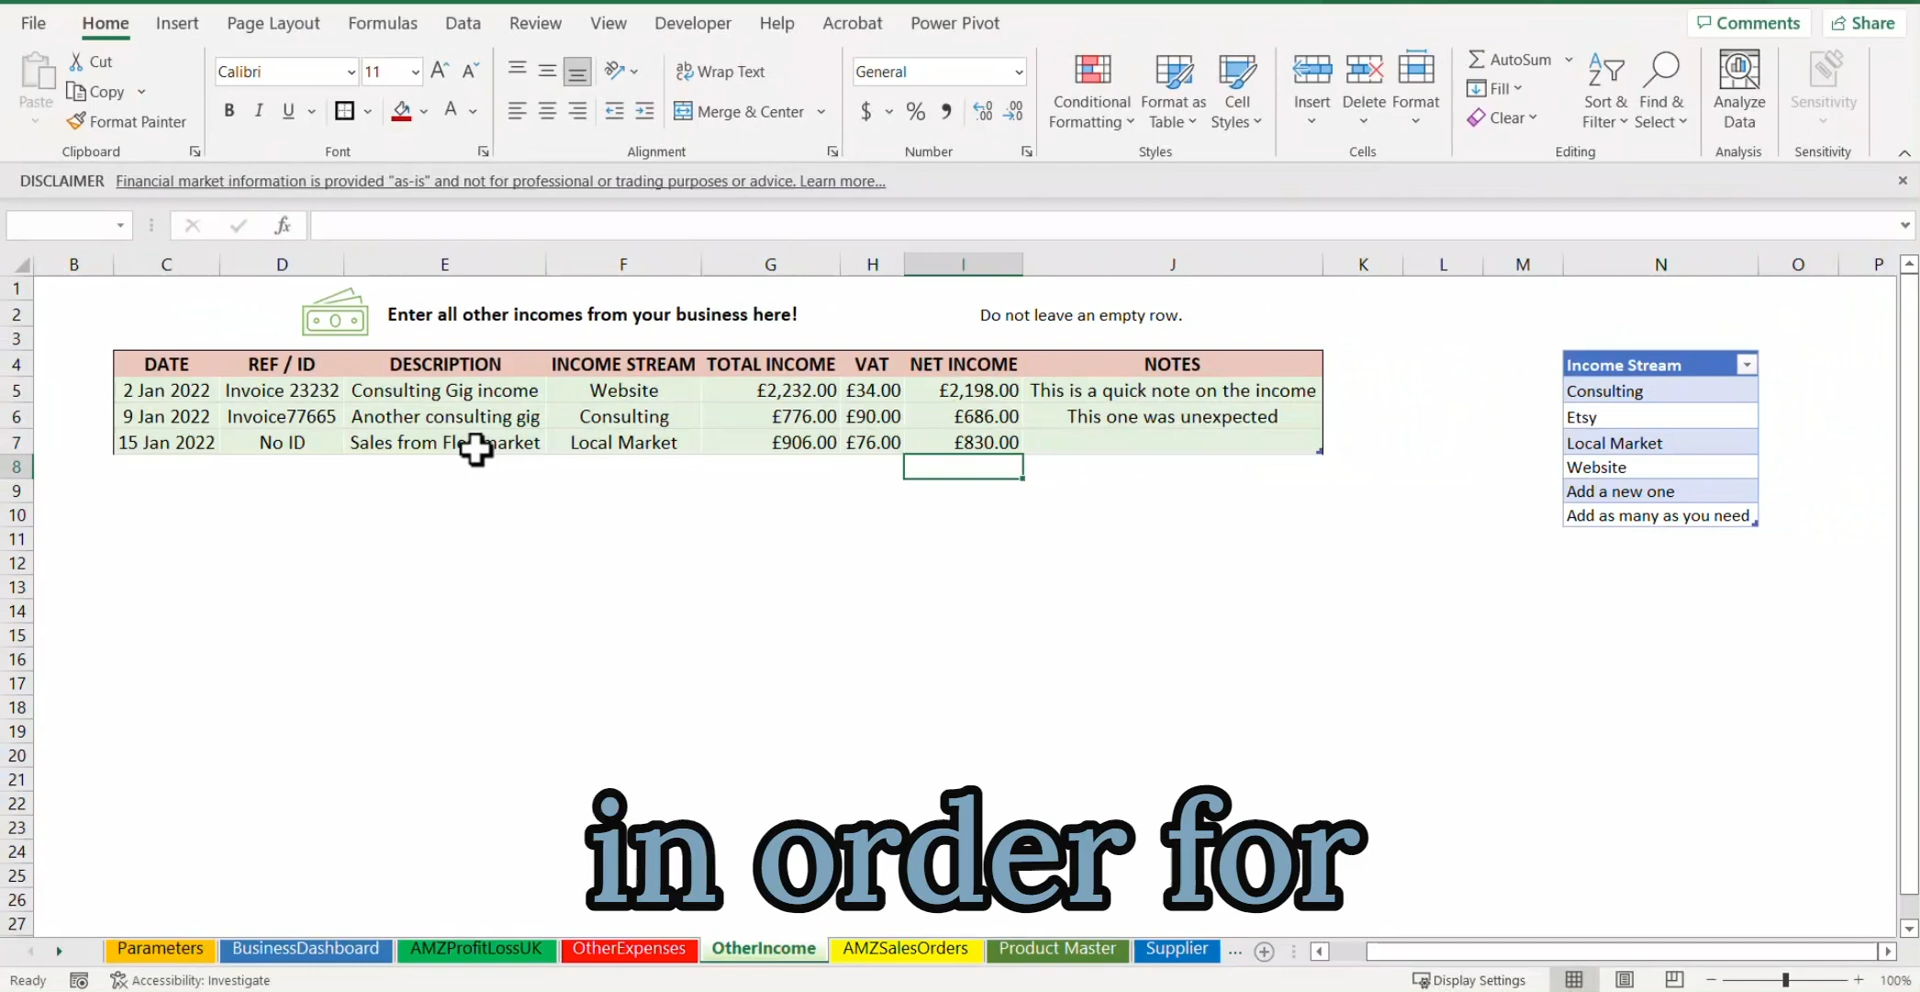 File Home Insert Page Layout Formulas Data Review View Developer Help Acrobat Power Pivot Comments Share
Paste Cut Copy Format Painter Clipboard
Calibri 11 B I U A Font
Wrap Text Merge & Center Alignment
General $ % Number
Conditional Formatting Format as Table Cell Styles Styles
Insert Delete Format Cells
AutoSum Fill Clear Sort & Filter Find & Select Editing
Analyze Data Analysis
Sensitivity Sensitivity
DISCLAIMER Financial market information is provided "as-is" and not for professional or trading purposes or advice. Learn more...
fx
B C D E F G H I J K L M N O P
1
2 Enter all other incomes from your business here! Do not leave an empty row.
3
4 DATE REF / ID DESCRIPTION INCOME STREAM TOTAL INCOME VAT NET INCOME NOTES Income Stream
5 2 Jan 2022 Invoice 23232 Consulting Gig income Website £2,232.00 £34.00 £2,198.00 This is a quick note on the income Consulting
6 9 Jan 2022 Invoice77665 Another consulting gig Consulting £776.00 £90.00 £686.00 This one was unexpected Etsy
7 15 Jan 2022 No ID Sales from Local Market £906.00 £76.00 £830.00 Local Market
8 Website
9 Add a new one
10 Add as many as you need
11
12
13
14
15
16
17
18
19
20
21
22
23
24
25
26
27
in order for
Parameters BusinessDashboard AMZProfitLossUK OtherExpenses OtherIncome AMZSalesOrders Product Master Supplier ...
Ready Accessibility: Investigate Display Settings 100%